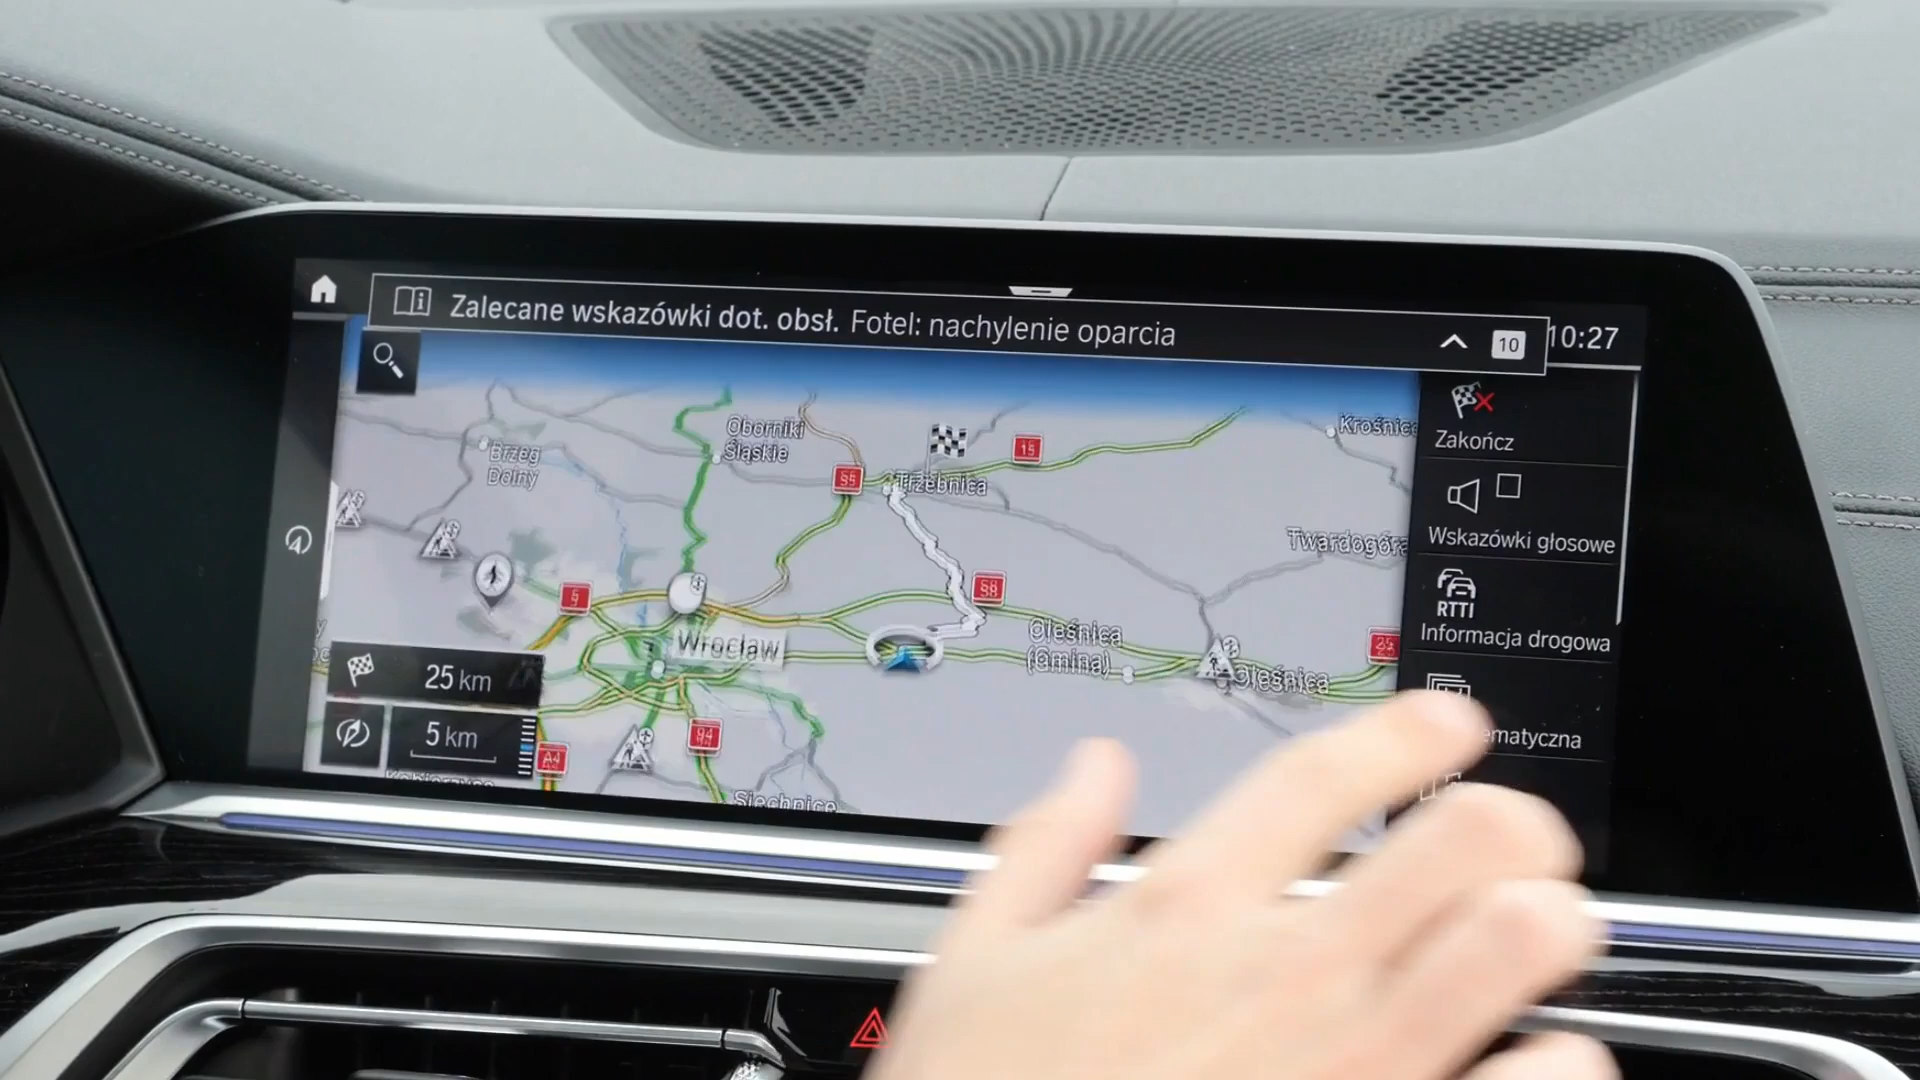 Zalecane wskazówki dot. obsł. Fotel: nachylenie oparcia
10
10:27
Zakończ
Wskazówki głosowe
RTTI
Informacja drogowa
Oborniki
Śląskie
Brzeg
Dolny
15
S5
Trzebnica
Krośnice
Twardogóra
5
S8
Wrocław
Oleśnica
(Gmina)
25
Oleśnica
25 km
5 km
94
A4
Siechnice